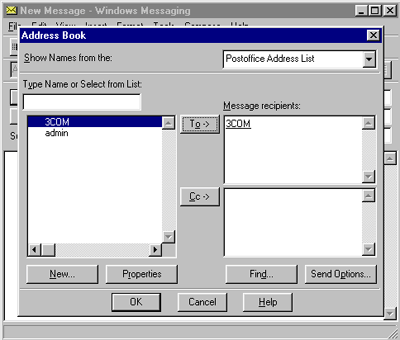 New Message - Windows Messaging
File Edit View Insert Format Tools Compose Help
Address Book
Show Names from the:
Postoffice Address List
Type Name or Select from List:
Message recipients:
3COM
admin
To ->
3COM
Cc ->
New...
Properties
Find...
Send Options...
OK
Cancel
Help